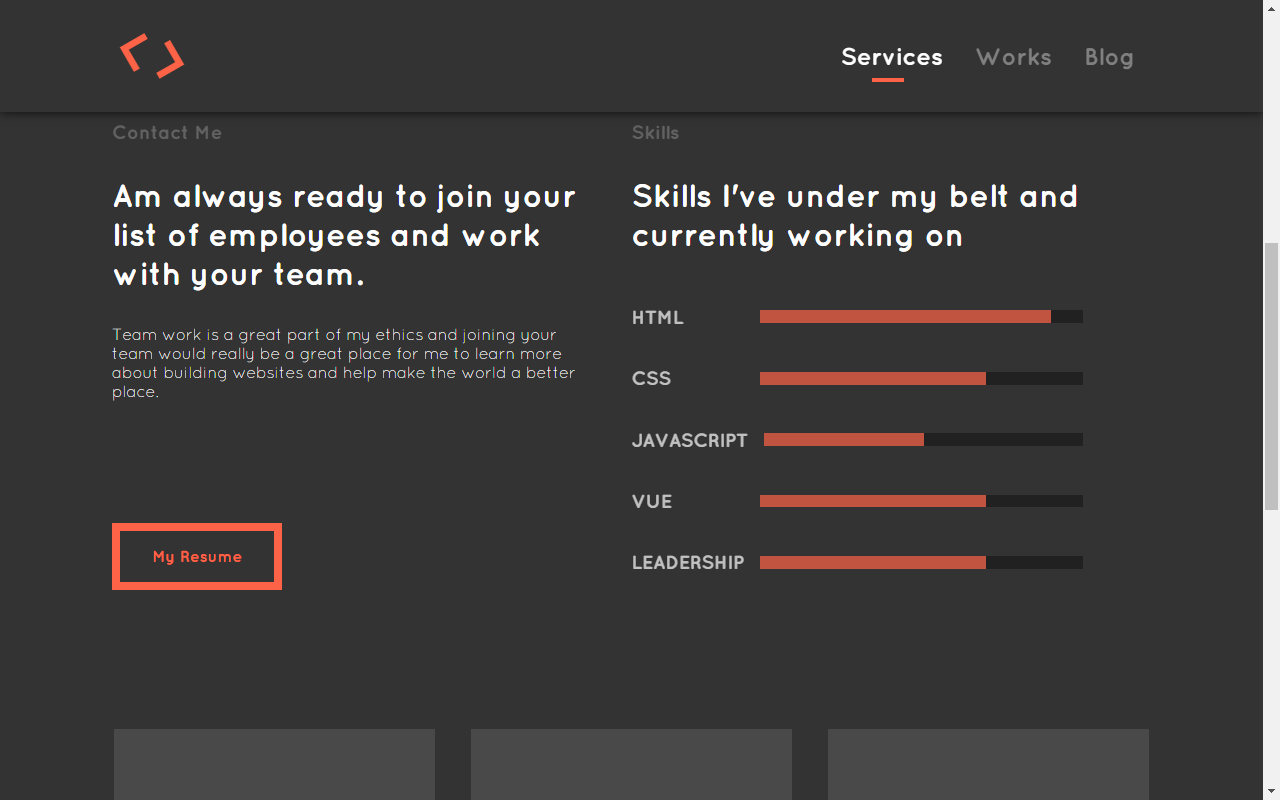 Services Works Blog
Contact Me
Am always ready to join your
list of employees and work
with your team.
Team work is a great part of my ethics and joining your
team would really be a great place for me to learn more
about building websites and help make the world a better
place.
My Resume
Skills
Skills I've under my belt and
currently working on
HTML
CSS
JAVASCRIPT
VUE
LEADERSHIP